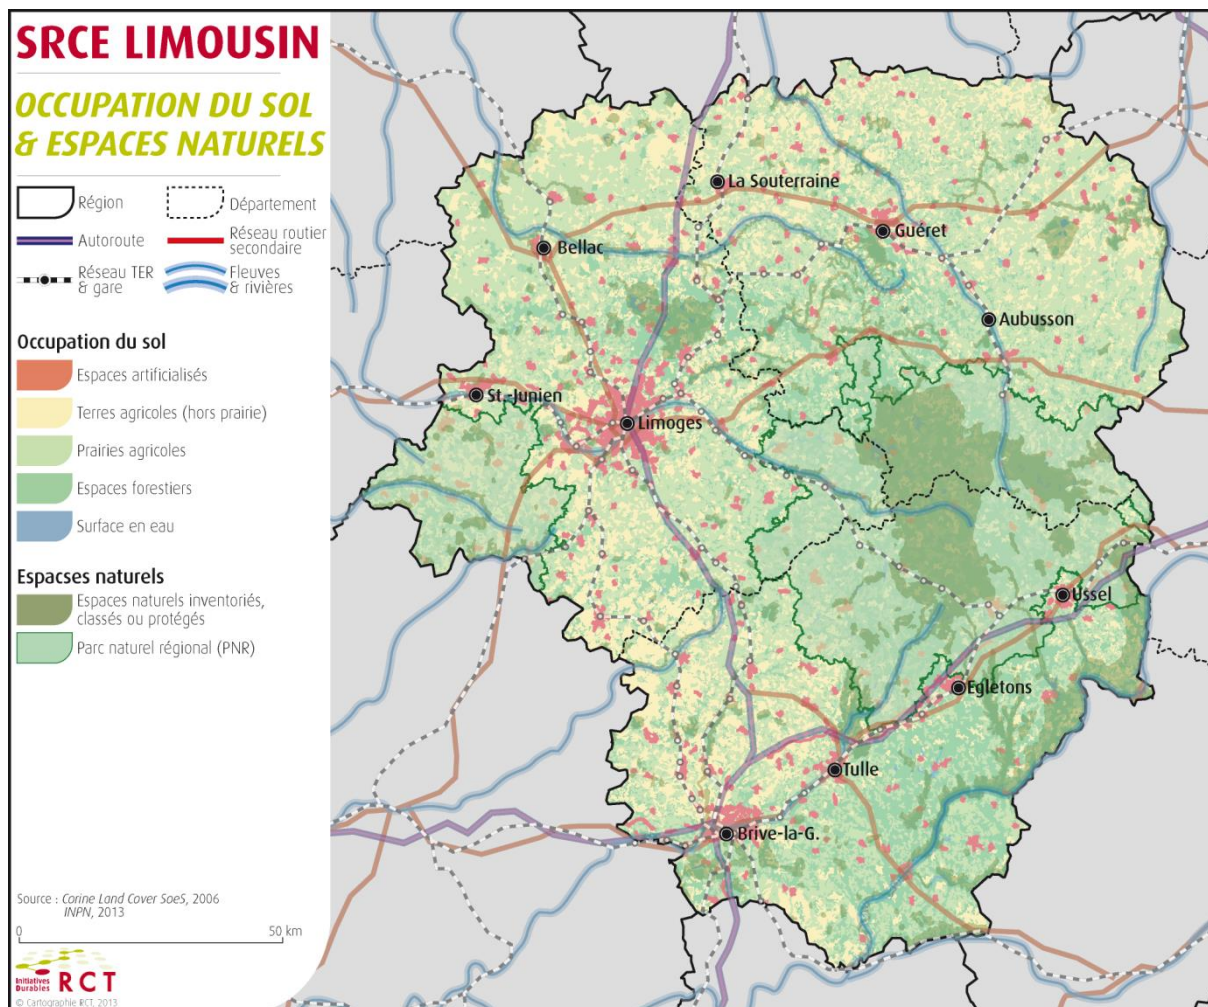 SRCE LIMOUSIN
OCCUPATION DU SOL
& ESPACES NATURELS
Région
Département
Autoroute
Réseau routier
secondaire
Réseau TER
& gare
Fleuves
& rivières
Occupation du sol
Espaces artificialisés
Terres agricoles (hors prairie)
Prairies agricoles
Espaces forestiers
Surface en eau
Espacses naturels
Espaces naturels inventoriés,
classés ou protégés
Parc naturel régional (PNR)
Source : Corine Land Cover SoeS, 2006
INPN, 2013
0 50 km
Initiatives
Durables
RCT
© Cartographie RCT, 2013
La Souterraine
Guéret
Bellac
Aubusson
St.-Junien
Limoges
Ussel
Egletons
Tulle
Brive-la-G.